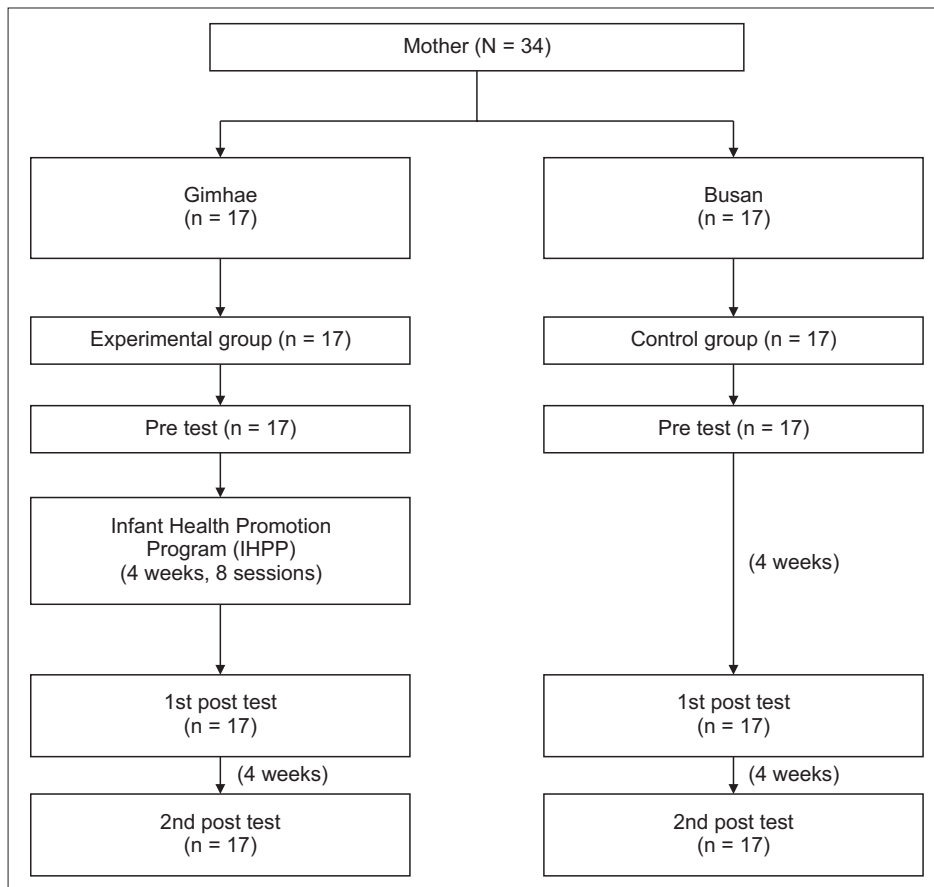 Mother (N = 34)
Gimhae
(n = 17)
Busan
(n = 17)
Experimental group (n = 17)
Control group (n = 17)
Pre test (n = 17)
Pre test (n = 17)
Infant Health Promotion
Program (IHPP)
(4 weeks, 8 sessions)
(4 weeks)
1st post test
(n = 17)
1st post test
(n = 17)
(4 weeks)
(4 weeks)
2nd post test
(n = 17)
2nd post test
(n = 17)